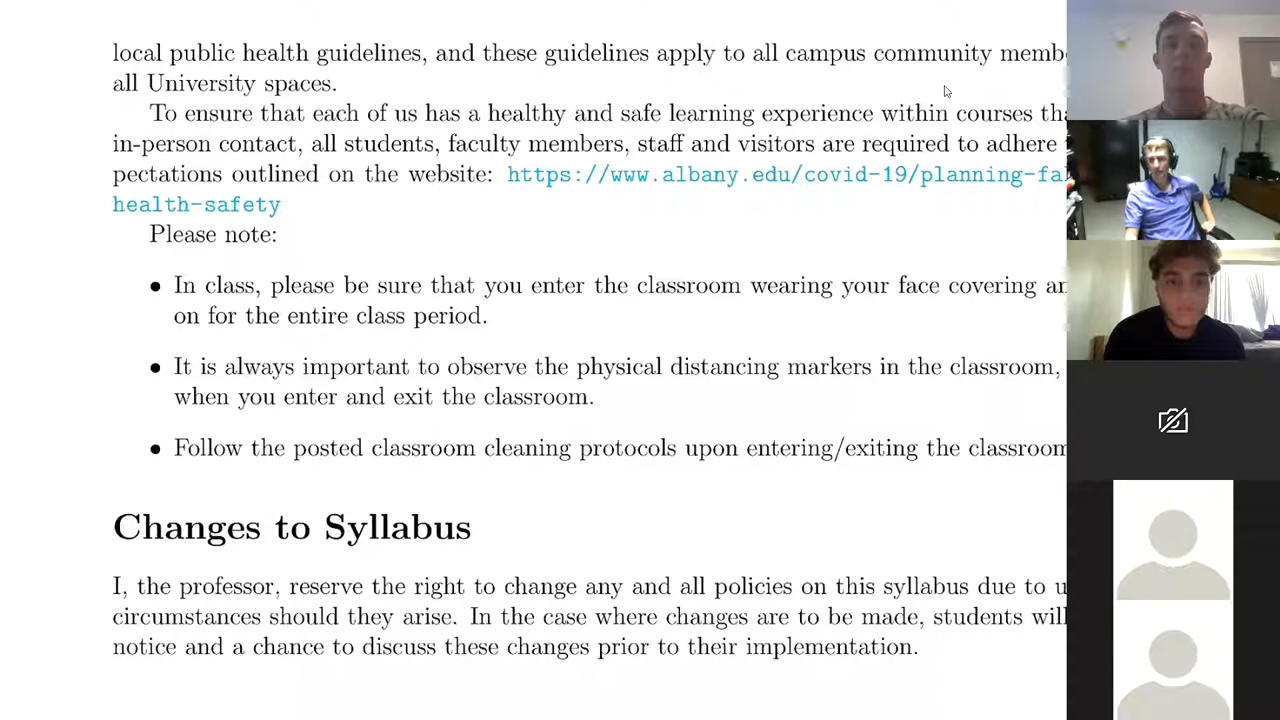 local public health guidelines, and these guidelines apply to all campus community
all University spaces.
To ensure that each of us has a healthy and safe learning experience within courses
in-person contact, all students, faculty members, staff and visitors are required to adhere
pectations outlined on the website: https://www.albany.edu/covid-19/planning-fa
health-safety
Please note:
• In class, please be sure that you enter the classroom wearing your face covering
on for the entire class period.
• It is always important to observe the physical distancing markers in the classroom,
when you enter and exit the classroom.
• Follow the posted classroom cleaning protocols upon entering/exiting the classroom
Changes to Syllabus
I, the professor, reserve the right to change any and all policies on this syllabus due to
circumstances should they arise. In the case where changes are to be made, students will
notice and a chance to discuss these changes prior to their implementation.